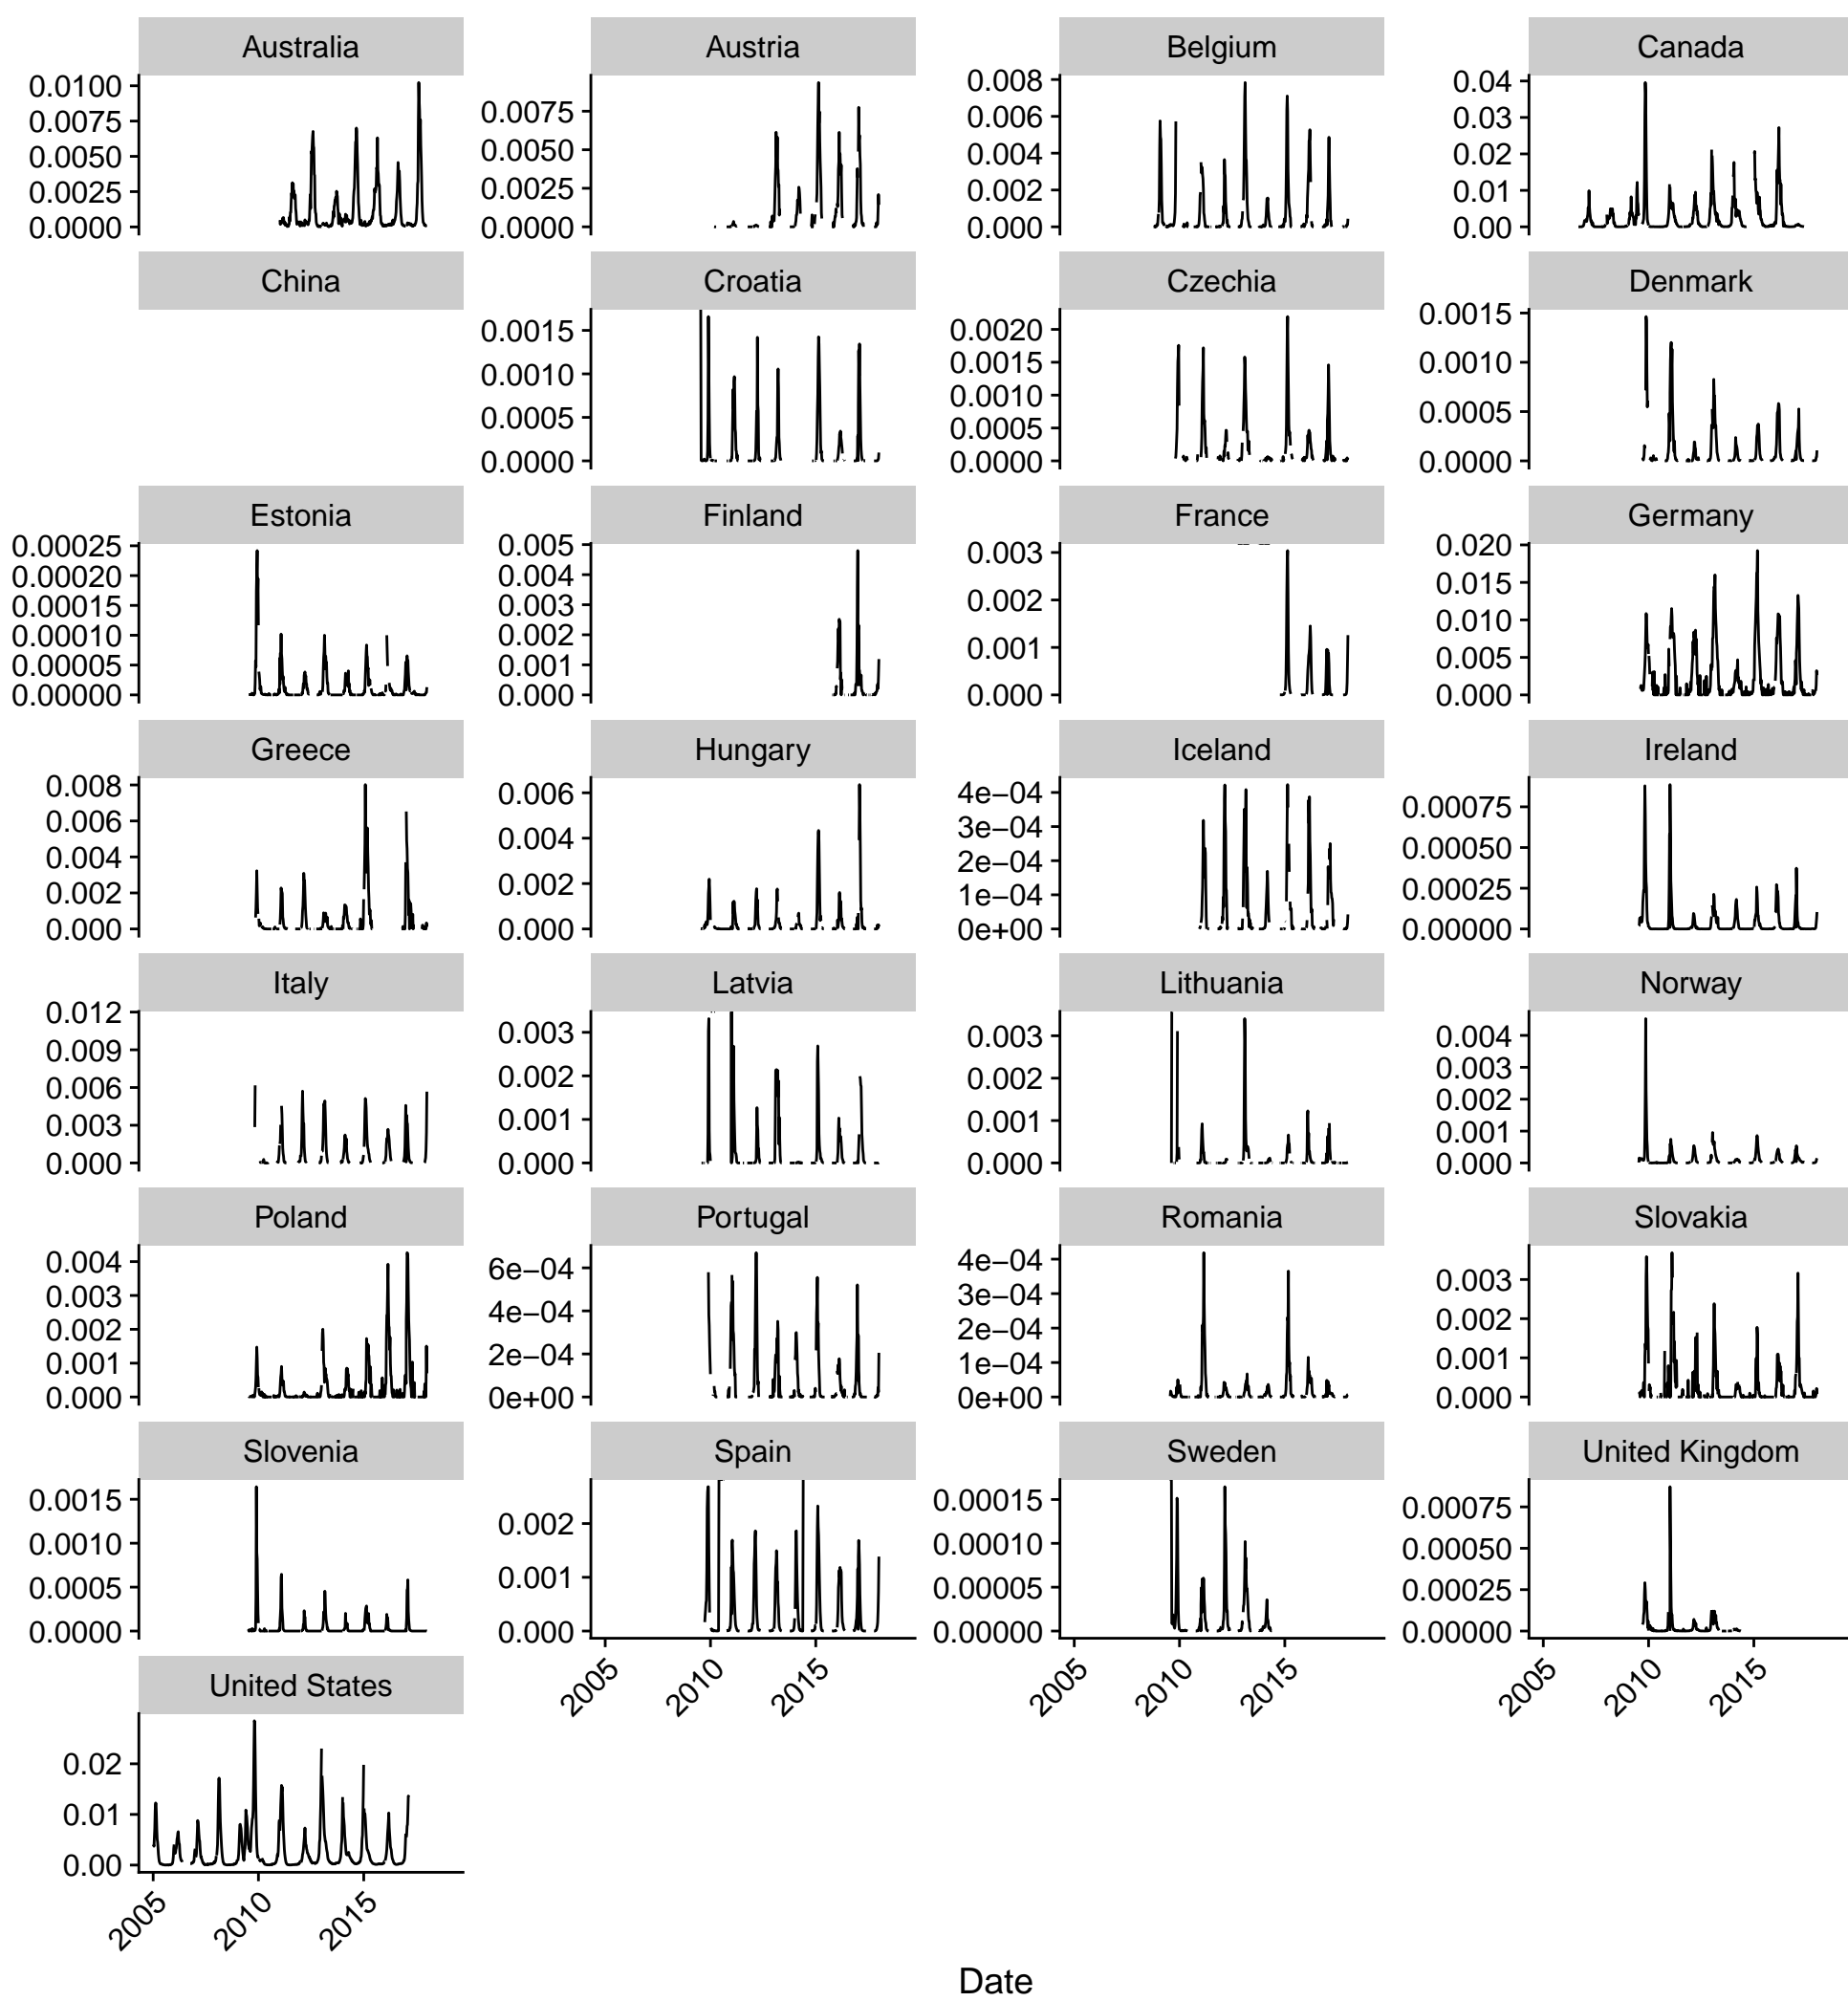 Australia Austria Belgium Canada
0.0100 0.0075 0.0050 0.0025 0.0000
0.0075 0.0050 0.0025 0.0000
0.008 0.006 0.004 0.002 0.000
0.04 0.03 0.02 0.01 0.00
China Croatia Czechia Denmark
0.0015 0.0010 0.0005 0.0000
0.0020 0.0015 0.0010 0.0005 0.0000
0.0015 0.0010 0.0005 0.0000
Estonia Finland France Germany
0.00025 0.00020 0.00015 0.00010 0.00005 0.00000
0.005 0.004 0.003 0.002 0.001 0.000
0.003 0.002 0.001 0.000
0.020 0.015 0.010 0.005 0.000
Greece Hungary Iceland Ireland
0.008 0.006 0.004 0.002 0.000
0.006 0.004 0.002 0.000
4e−04 3e−04 2e−04 1e−04 0e+00
0.00075 0.00050 0.00025 0.00000
Italy Latvia Lithuania Norway
0.012 0.009 0.006 0.003 0.000
0.003 0.002 0.001 0.000
0.003 0.002 0.001 0.000
0.004 0.003 0.002 0.001 0.000
Poland Portugal Romania Slovakia
0.004 0.003 0.002 0.001 0.000
6e−04 4e−04 2e−04 0e+00
4e−04 3e−04 2e−04 1e−04 0e+00
0.003 0.002 0.001 0.000
Slovenia Spain Sweden United Kingdom
0.0015 0.0010 0.0005 0.0000
0.002 0.001 0.000
0.00015 0.00010 0.00005 0.00000
0.00075 0.00050 0.00025 0.00000
2005 2010 2015
2005 2010 2015
2005 2010 2015
United States
0.02 0.01 0.00
2005 2010 2015
Date